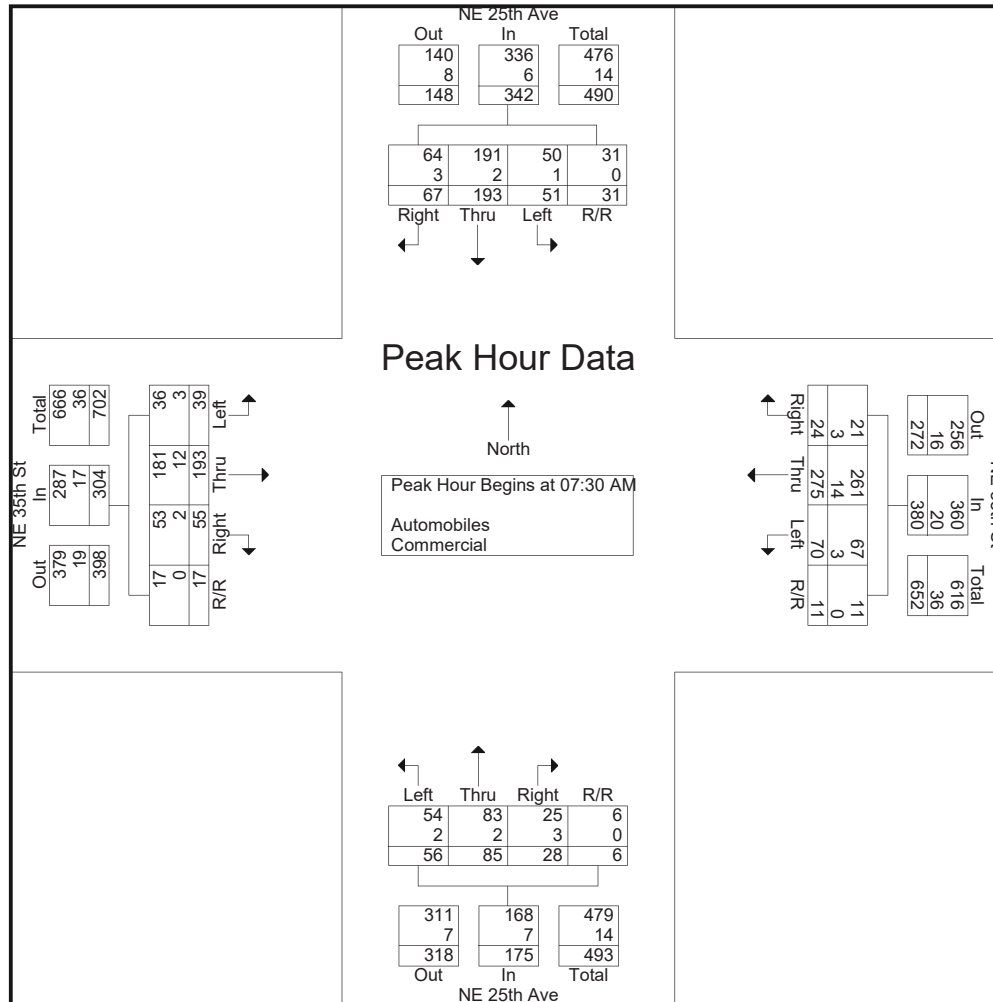 NE 25th Ave
Out In Total
140 336 476
8 6 14
148 342 490
64 191 50 31
3 2 1 0
67 193 51 31
Right Thru Left R/R
Peak Hour Data
North
Peak Hour Begins at 07:30 AM
Automobiles
Commercial
NE 35th St
Total In Out
666 287 379
36 17 19
702 304 398
Left Thru Right R/R
36 181 53 17
3 12 2 0
39 193 55 17
Right Thru Left R/R
21 261 67 11
3 14 3 0
24 275 70 11
Out In Total
256 360 616
16 20 36
272 380 652
Left Thru Right R/R
54 83 25 6
2 2 3 0
56 85 28 6
311 168 479
7 7 14
318 175 493
Out In Total
NE 25th Ave